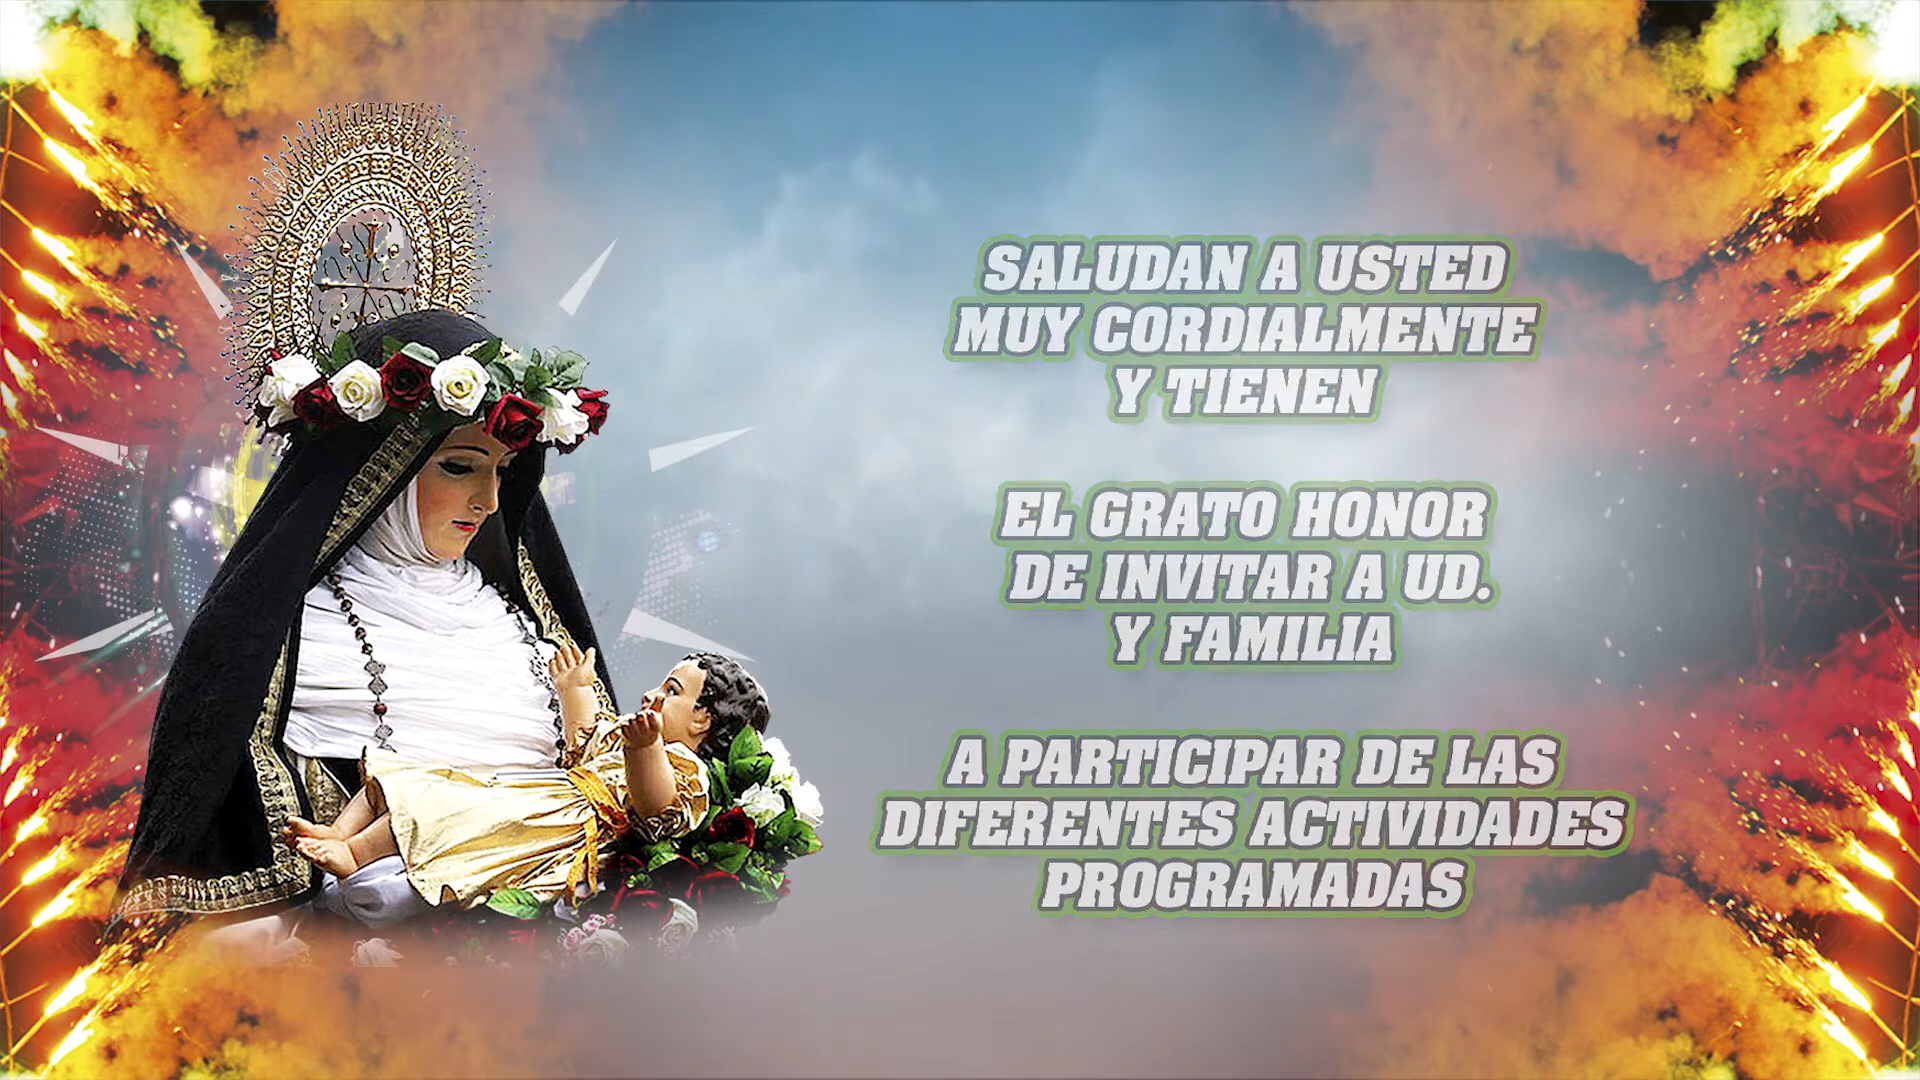 SALUDAN A USTED
MUY CORDIALMENTE
Y TIENEN
EL GRATO HONOR
DE INVITAR A UD.
Y FAMILIA
A PARTICIPAR DE LAS
DIFERENTES ACTIVIDADES
PROGRAMADAS